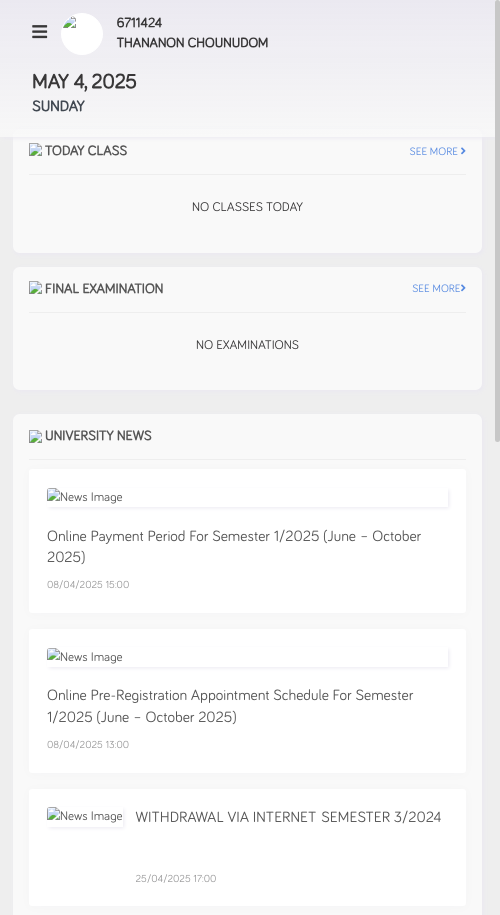 6711424
THANANON CHOUNUDOM
MAY 4, 2025
SUNDAY
TODAY CLASS
SEE MORE
NO CLASSES TODAY
FINAL EXAMINATION
SEE MORE
NO EXAMINATIONS
UNIVERSITY NEWS
News Image
Online Payment Period For Semester 1/2025 (June – October
2025)
08/04/2025 15:00
News Image
Online Pre-Registration Appointment Schedule For Semester
1/2025 (June – October 2025)
08/04/2025 13:00
News Image
WITHDRAWAL VIA INTERNET SEMESTER 3/2024
25/04/2025 17:00